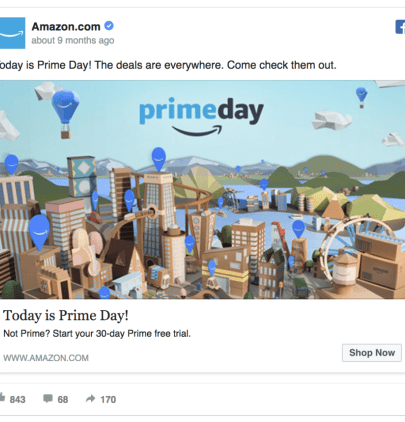 Amazon.com
about 9 months ago
oday is Prime Day! The deals are everywhere. Come check them out.
primeday
Today is Prime Day!
Not Prime? Start your 30-day Prime free trial.
WWW.AMAZON.COM
Shop Now
843 68 170